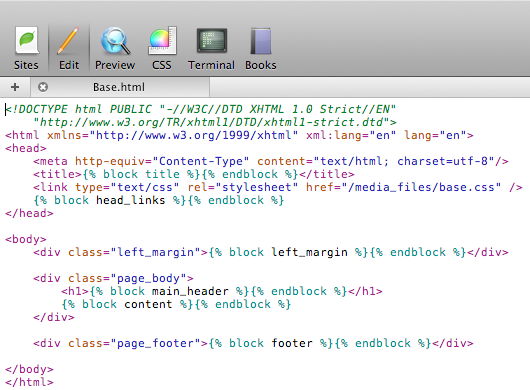 Sites Edit Preview CSS Terminal Books
+ Base.html
<!DOCTYPE html PUBLIC "-//W3C//DTD XHTML 1.0 Strict//EN"
    "http://www.w3.org/TR/xhtml1/DTD/xhtml1-strict.dtd">
<html xmlns="http://www.w3.org/1999/xhtml" xml:lang="en" lang="en">
<head>
    <meta http-equiv="Content-Type" content="text/html; charset=utf-8"/>
    <title>{% block title %}{% endblock %}</title>
    <link type="text/css" rel="stylesheet" href="/media_files/base.css" />
    {% block head_links %}{% endblock %}
</head>

<body>
    <div class="left_margin">{% block left_margin %}{% endblock %}</div>

    <div class="page_body">
        <h1>{% block main_header %}{% endblock %}</h1>
        {% block content %}{% endblock %}
    </div>

    <div class="page_footer">{% block footer %}{% endblock %}</div>

</body>
</html>